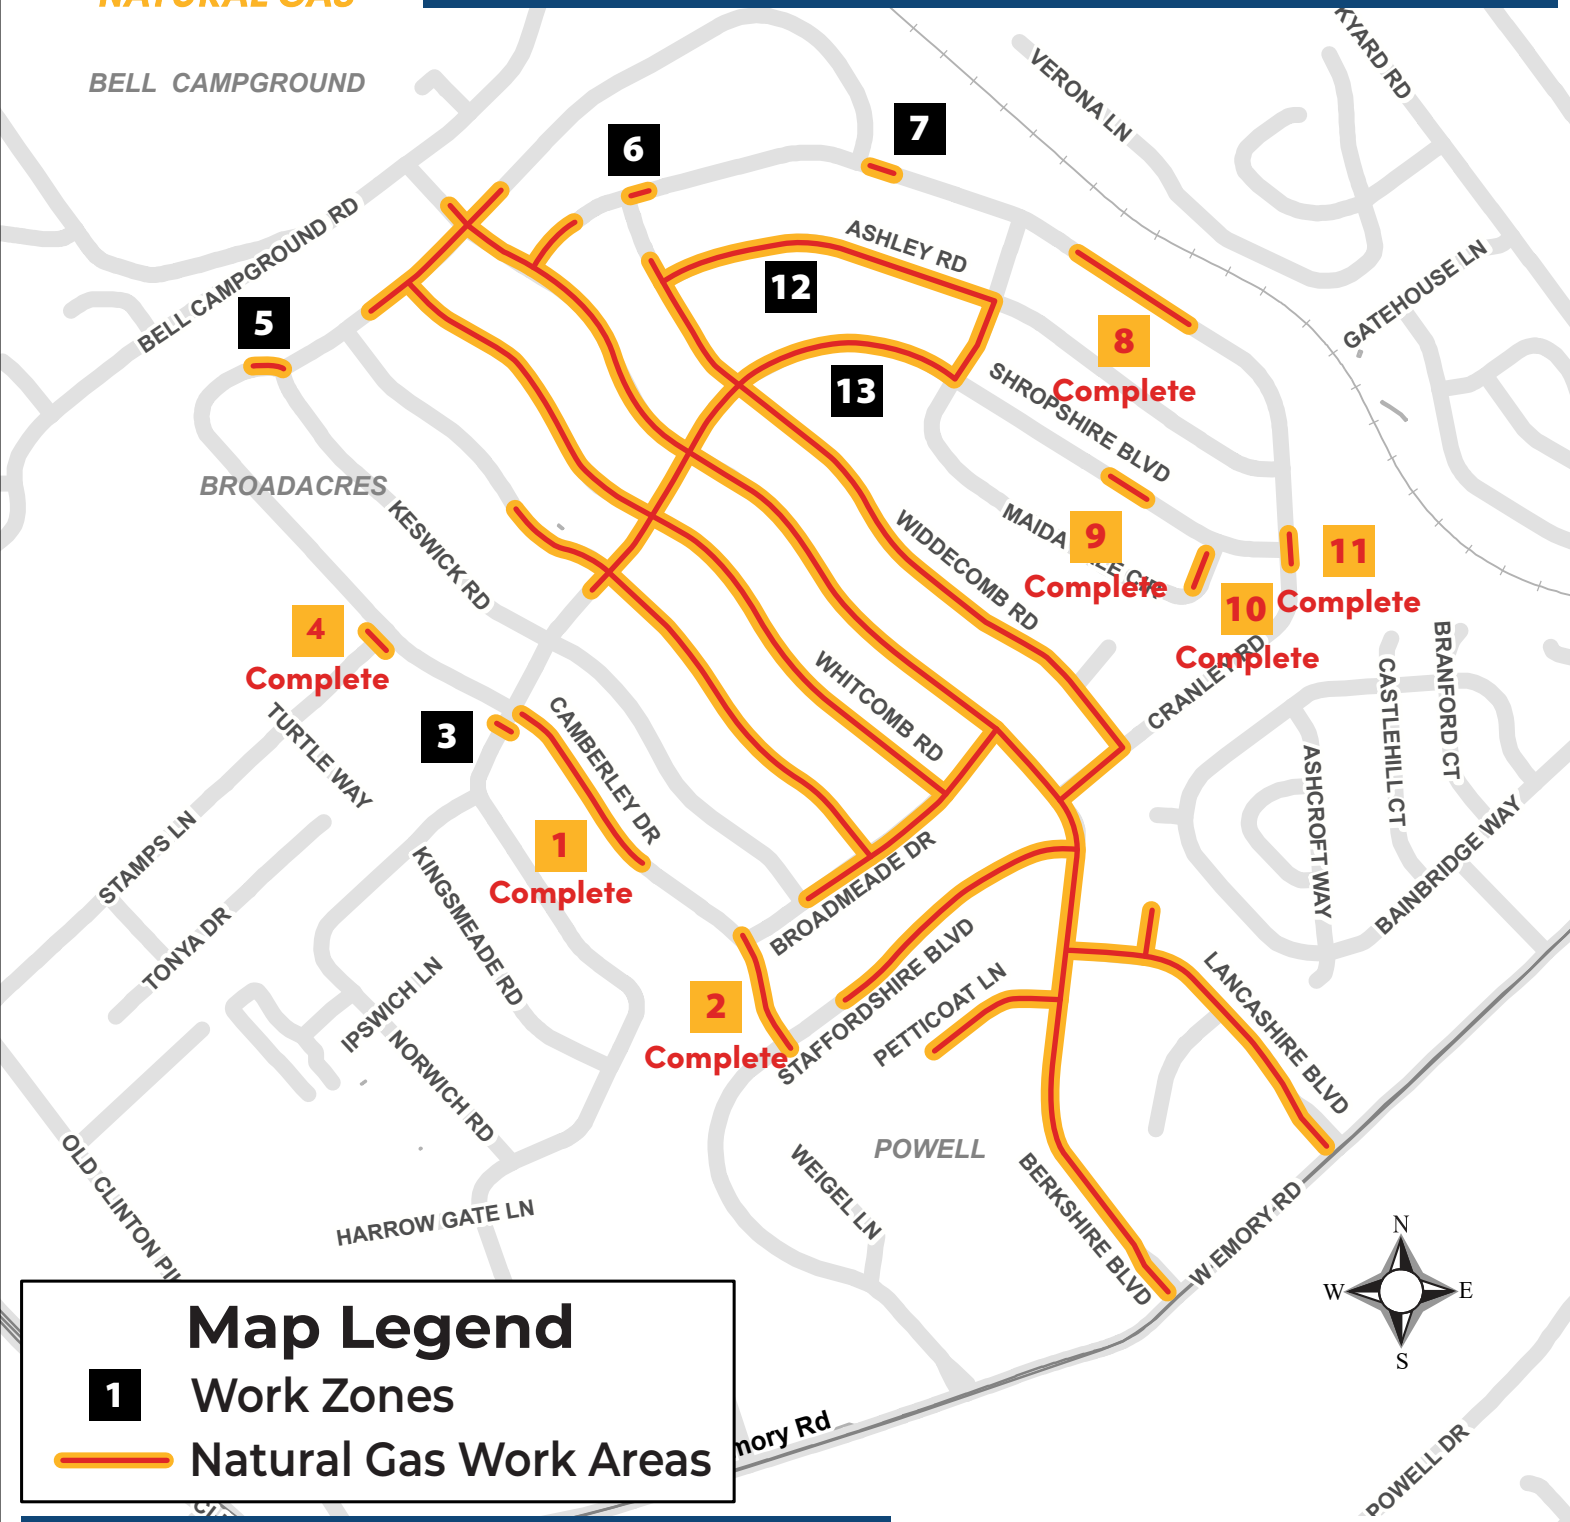 NATURAL GAS
BELL CAMPGROUND
VERONA LN
KYARD RD
7
6
BELL CAMPGROUND RD
ASHLEY RD
GATEHOUSE LN
12
5
8
Complete
13
SHROPSHIRE BLVD
BROADACRES
KESWICK RD
WIDDECOMB RD
MAIDA
LE CIR
9
Complete
11
Complete
10
Complete
CRANLEY RD
4
Complete
BRANFORD CT
CASTLEHILL CT
WHITCOMB RD
TURTLE WAY
3
CAMBERLEY DR
ASHCROFT WAY
BAINBRIDGE WAY
STAMPS LN
1
Complete
BROADMEADE DR
KINGSMEADE RD
TONYA DR
IPSWICH LN
STAFFORDSHIRE BLVD
PETTICOAT LN
LANCASHIRE BLVD
2
Complete
NORWICH RD
OLD CLINTON PI
WEIGEL LN
POWELL
BERKSHIRE BLVD
W EMORY RD
HARROW GATE LN
N
W
E
S
Map Legend
1
Work Zones
Natural Gas Work Areas
mory Rd
POWELL DR